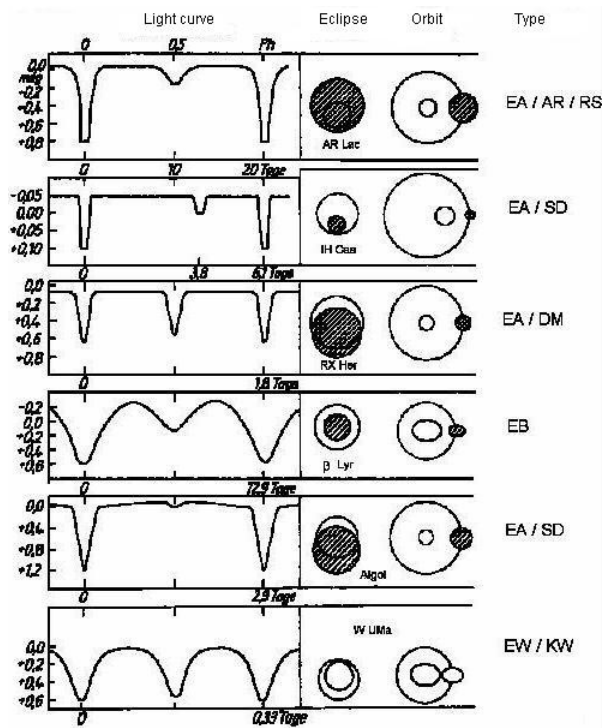 Light curve Eclipse Orbit Type
0 0,5 Ph
0,0
mag
+0,2
+0,4
+0,6
+0,8
AR Lac
EA / AR / RS
0 10 20 Tage
-0,05
0.00
+0,05
+0,10
IH Cas
EA / SD
0 3,8 6,1 Tage
0,0
+0,2
+0,4
+0,6
+0,8
RX Her
EA / DM
0 1,8 Tage
-0,2
0,0
+0,2
+0,4
+0,6
β Lyr
EB
0 12,9 Tage
0,0
+0,4
+0,8
+1,2
Algol
EA / SD
0 2,9 Tage
W UMa
0,0
+0,2
+0,4
+0,6
EW / KW
0 0,33 Tage